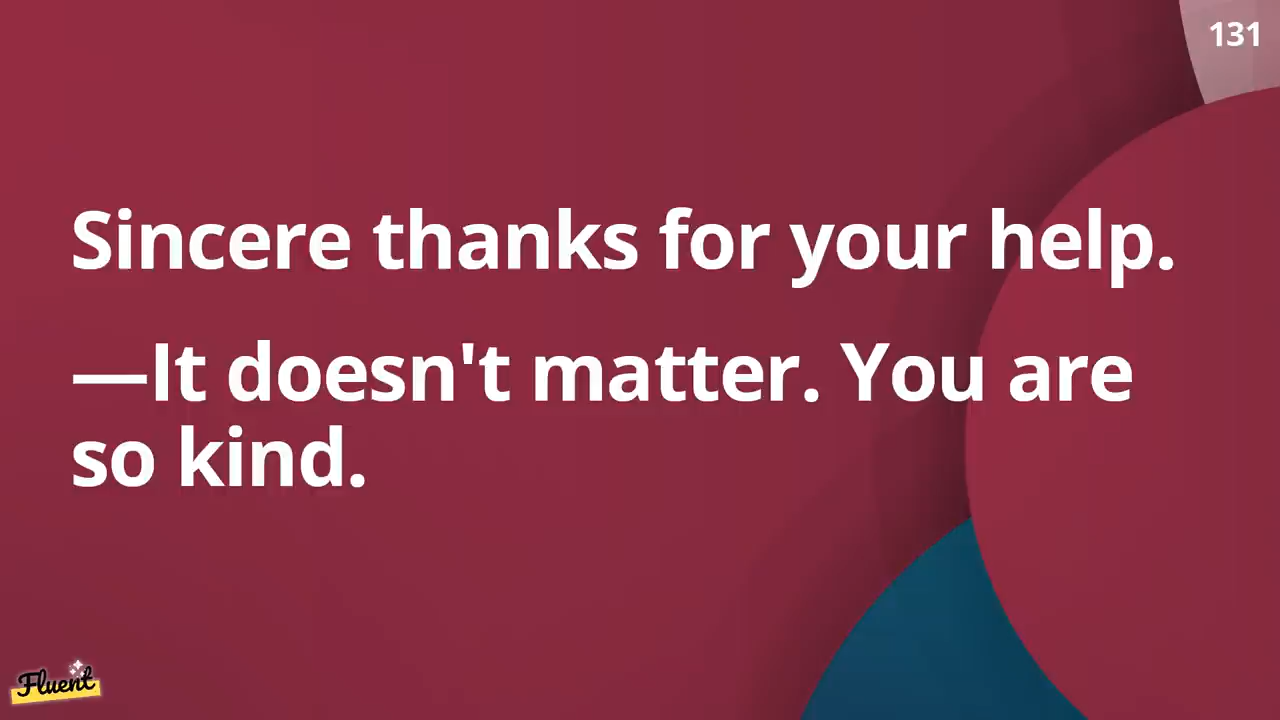 131
Sincere thanks for your help.
—It doesn't matter. You are
so kind.
Fluent